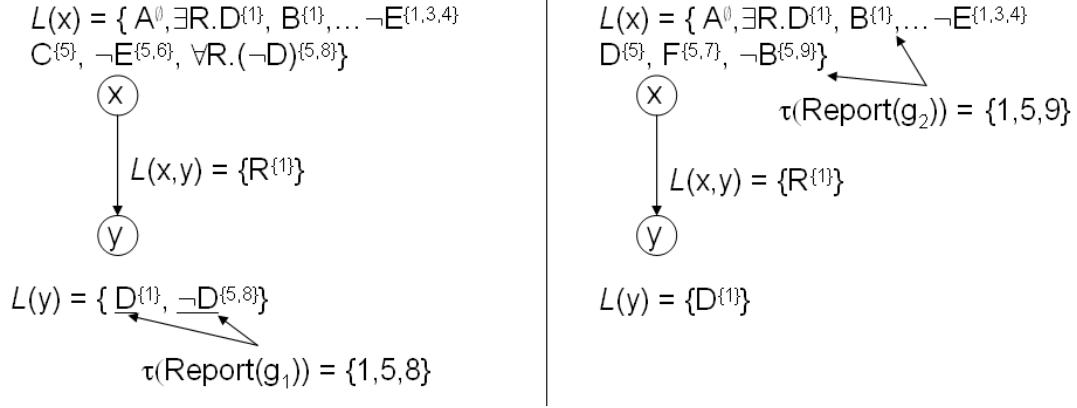 L(x) = { A^∅,∃R.D^{1}, B^{1},… ¬E^{1,3,4}
C^{5}, ¬E^{5,6}, ∀R.(¬D)^{5,8}}
x
L(x,y) = {R^{1}}
y
L(y) = { D^{1}, ¬D^{5,8}}
τ(Report(g₁)) = {1,5,8}
L(x) = { A^∅,∃R.D^{1}, B^{1},… ¬E^{1,3,4}
D^{5}, F^{5,7}, ¬B^{5,9}}
x
τ(Report(g₂)) = {1,5,9}
L(x,y) = {R^{1}}
y
L(y) = {D^{1}}